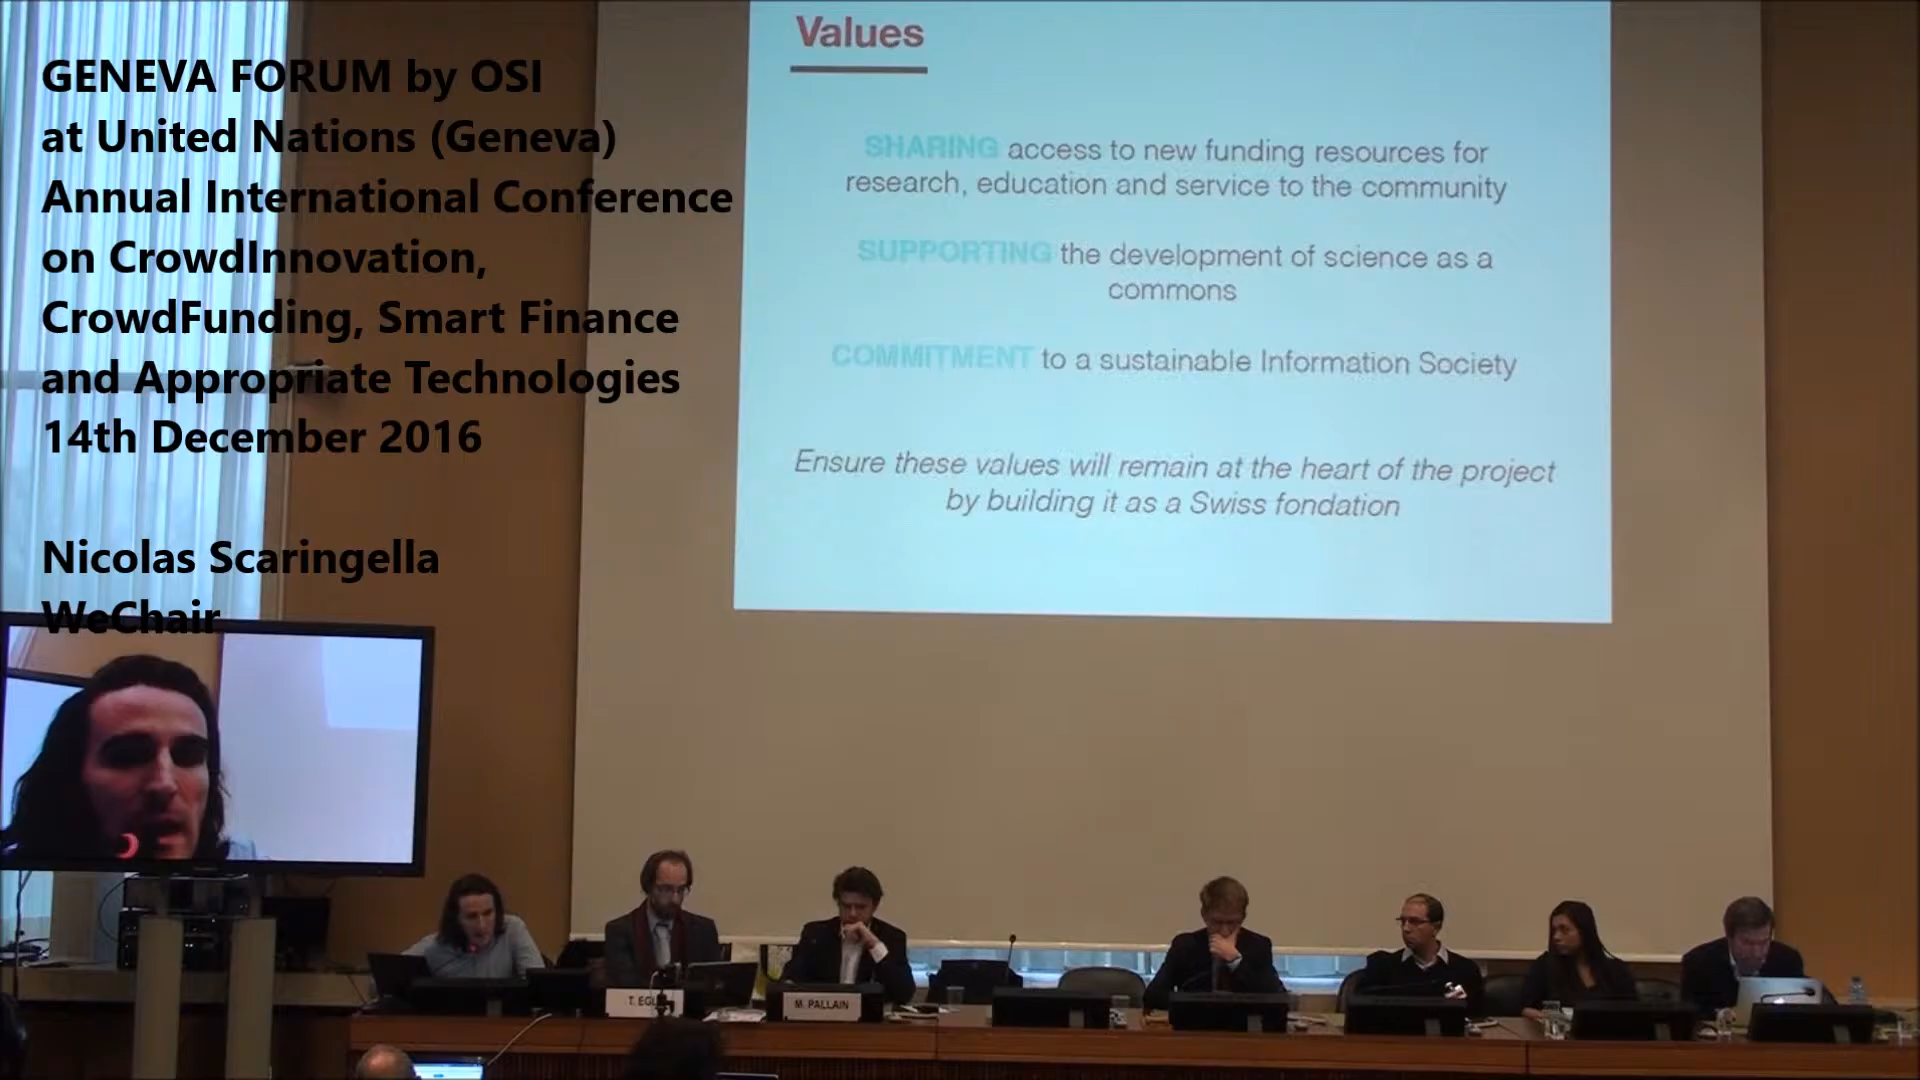 GENEVA FORUM by OSI
at United Nations (Geneva)
Annual International Conference
on CrowdInnovation,
CrowdFunding, Smart Finance
and Appropriate Technologies
14th December 2016
Nicolas Scaringella
WeChair
Values
SHARING access to new funding resources for
research, education and service to the community
SUPPORTING the development of science as a
commons
COMMITMENT to a sustainable Information Society
Ensure these values will remain at the heart of the project
by building it as a Swiss fondation
T.
M. PALLAIN